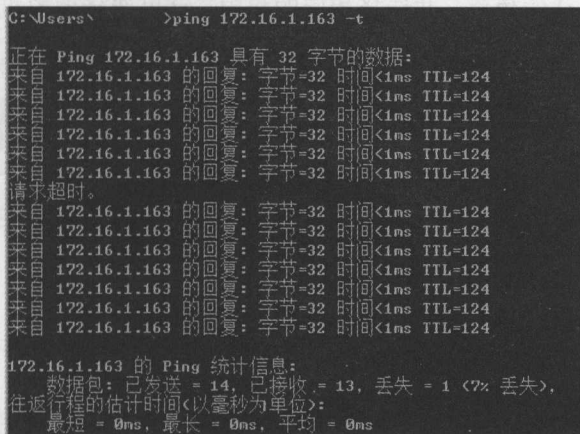 C:\Users\ >ping 172.16.1.163 -t
正在 Ping 172.16.1.163 具有 32 字节的数据:
来自 172.16.1.163 的回复: 字节=32 时间<1ms TTL=124
来自 172.16.1.163 的回复: 字节=32 时间<1ms TTL=124
来自 172.16.1.163 的回复: 字节=32 时间<1ms TTL=124
来自 172.16.1.163 的回复: 字节=32 时间<1ms TTL=124
来自 172.16.1.163 的回复: 字节=32 时间<1ms TTL=124
来自 172.16.1.163 的回复: 字节=32 时间<1ms TTL=124
请求超时。
来自 172.16.1.163 的回复: 字节=32 时间<1ms TTL=124
来自 172.16.1.163 的回复: 字节=32 时间<1ms TTL=124
来自 172.16.1.163 的回复: 字节=32 时间<1ms TTL=124
来自 172.16.1.163 的回复: 字节=32 时间<1ms TTL=124
来自 172.16.1.163 的回复: 字节=32 时间<1ms TTL=124
来自 172.16.1.163 的回复: 字节=32 时间<1ms TTL=124
来自 172.16.1.163 的回复: 字节=32 时间<1ms TTL=124
172.16.1.163 的 Ping 统计信息:
数据包: 已发送 = 14, 已接收 = 13, 丢失 = 1 (7% 丢失),
往返行程的估计时间(以毫秒为单位):
最短 = 0ms, 最长 = 0ms, 平均 = 0ms